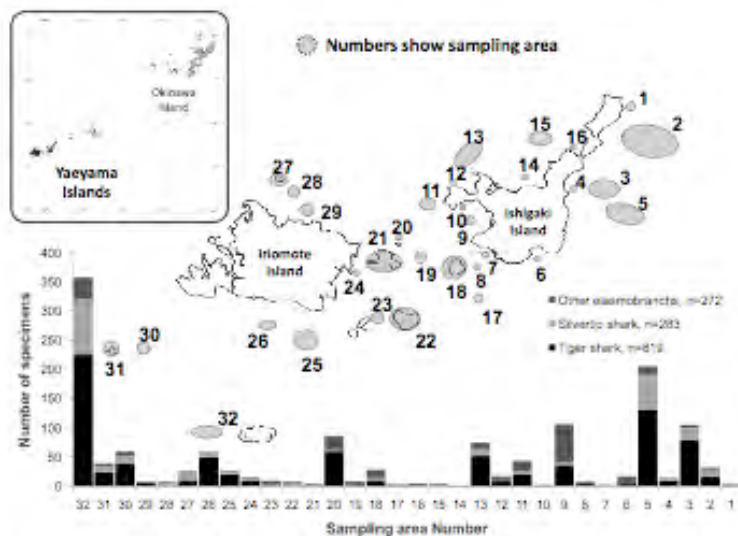 Numbers show sampling area
Okinawa
Island
Yaeyama
Islands
1
2
3
4
5
6
7
8
9
10
11
12
13
14
15
16
17
18
19
20
21
22
23
24
25
26
27
28
29
30
31
32
Ishigaki
Island
Iriomote
Island
Other elasmobranchs, n=272
Silvertip shark, n=283
Tiger shark, n=819
Number of specimens
400
350
300
250
200
150
100
50
0
32 31 30 29 28 27 26 25 24 23 22 21 20 19 18 17 16 15 14 13 12 11 10 9 8 7 6 5 4 3 2 1
Sampling area Number